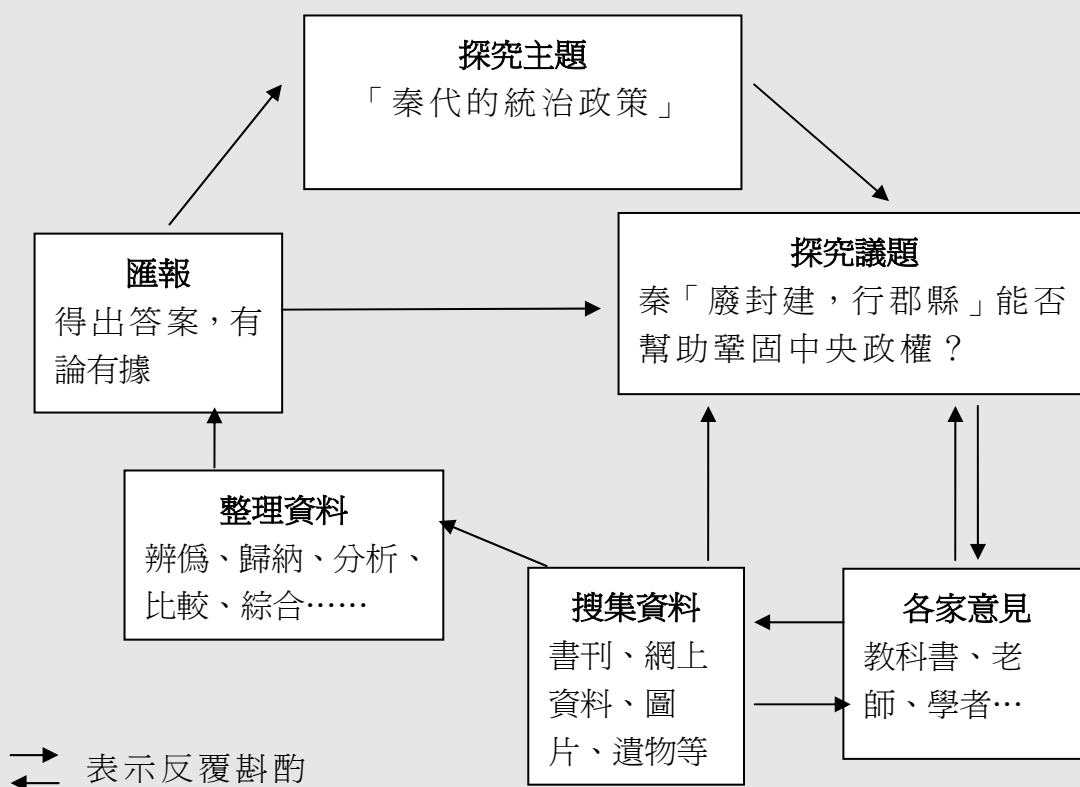 探究主題
「秦代的統治政策」
匯報
得出答案，有
論有據
探究議題
秦「廢封建，行郡縣」能否
幫助鞏固中央政權？
整理資料
辨偽、歸納、分析、
比較、綜合……
搜集資料
書刊、網上
資料、圖
片、遺物等
各家意見
教科書、老
師、學者…
表示反覆斟酌